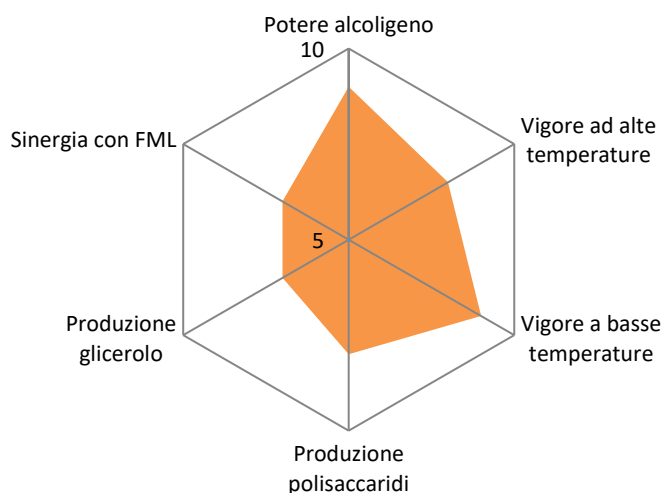 Potere alcoligeno
10
Sinergia con FML
Vigore ad alte
temperature
5
Produzione
glicerolo
Vigore a basse
temperature
Produzione
polisaccaridi